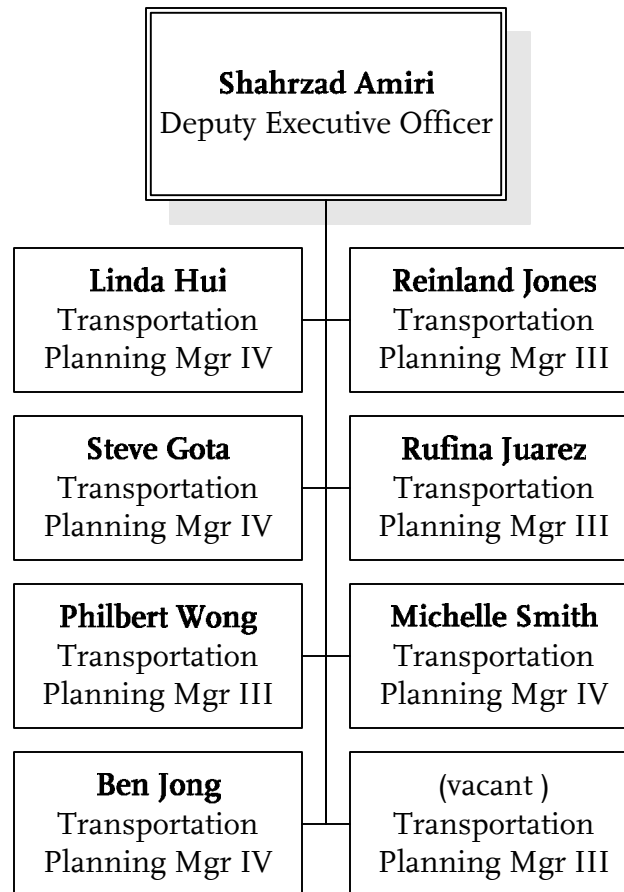 Shahrzad Amiri
Deputy Executive Officer
Linda Hui
Transportation
Planning Mgr IV
Reinland Jones
Transportation
Planning Mgr III
Steve Gota
Transportation
Planning Mgr IV
Rufina Juarez
Transportation
Planning Mgr III
Philbert Wong
Transportation
Planning Mgr III
Michelle Smith
Transportation
Planning Mgr IV
Ben Jong
Transportation
Planning Mgr IV
(vacant )
Transportation
Planning Mgr III